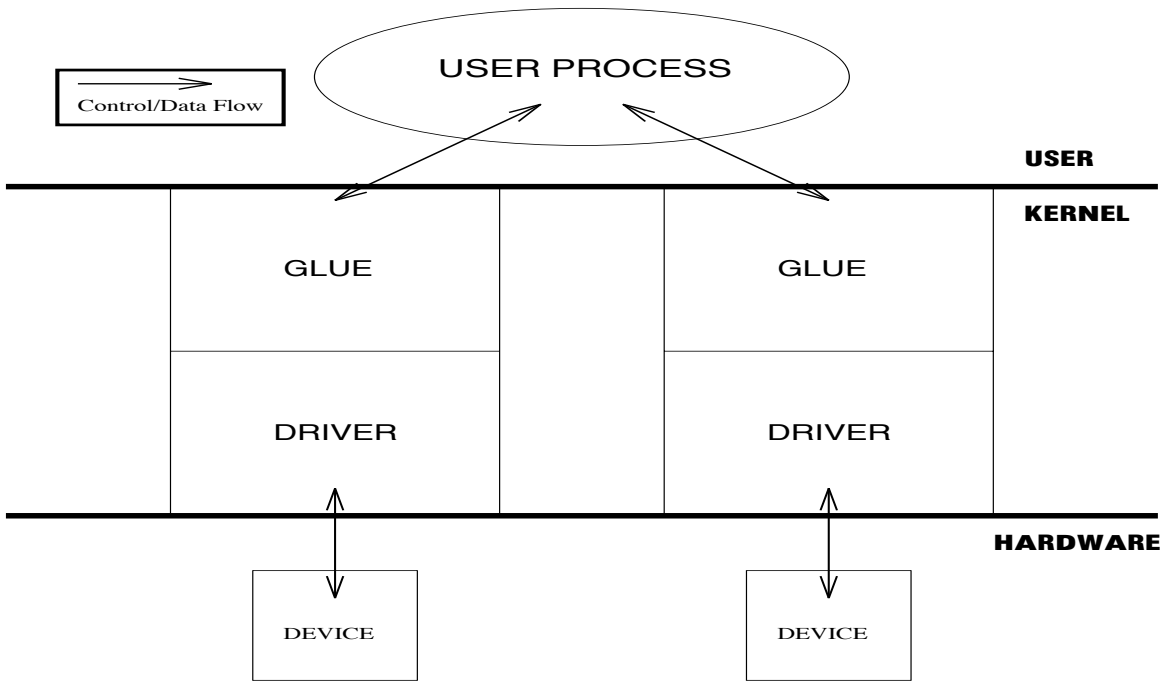 USER PROCESS
Control/Data Flow
USER
KERNEL
GLUE
GLUE
DRIVER
DRIVER
HARDWARE
DEVICE
DEVICE